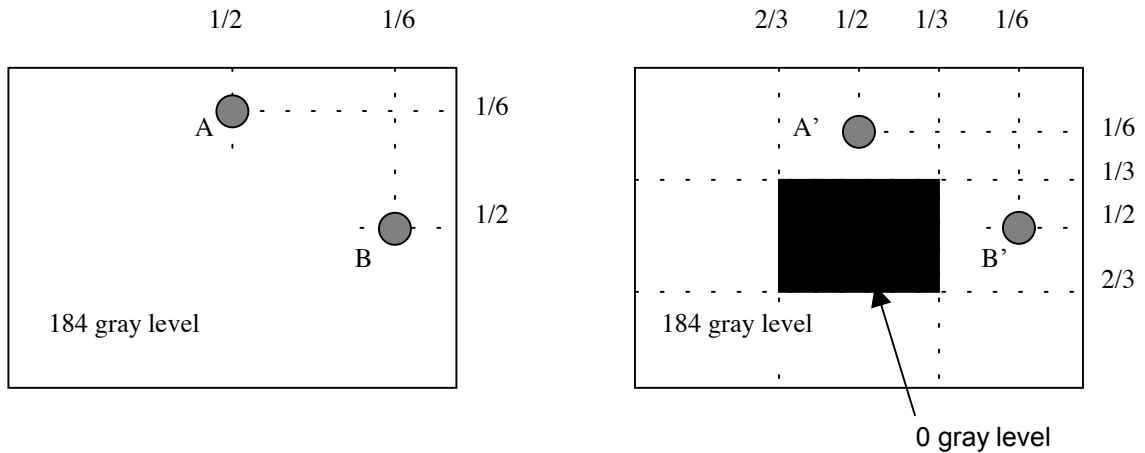 1/2 1/6
1/6
A
1/2
B
184 gray level
2/3 1/2 1/3 1/6
A’ 1/6
1/3
1/2
B’
2/3
184 gray level
0 gray level